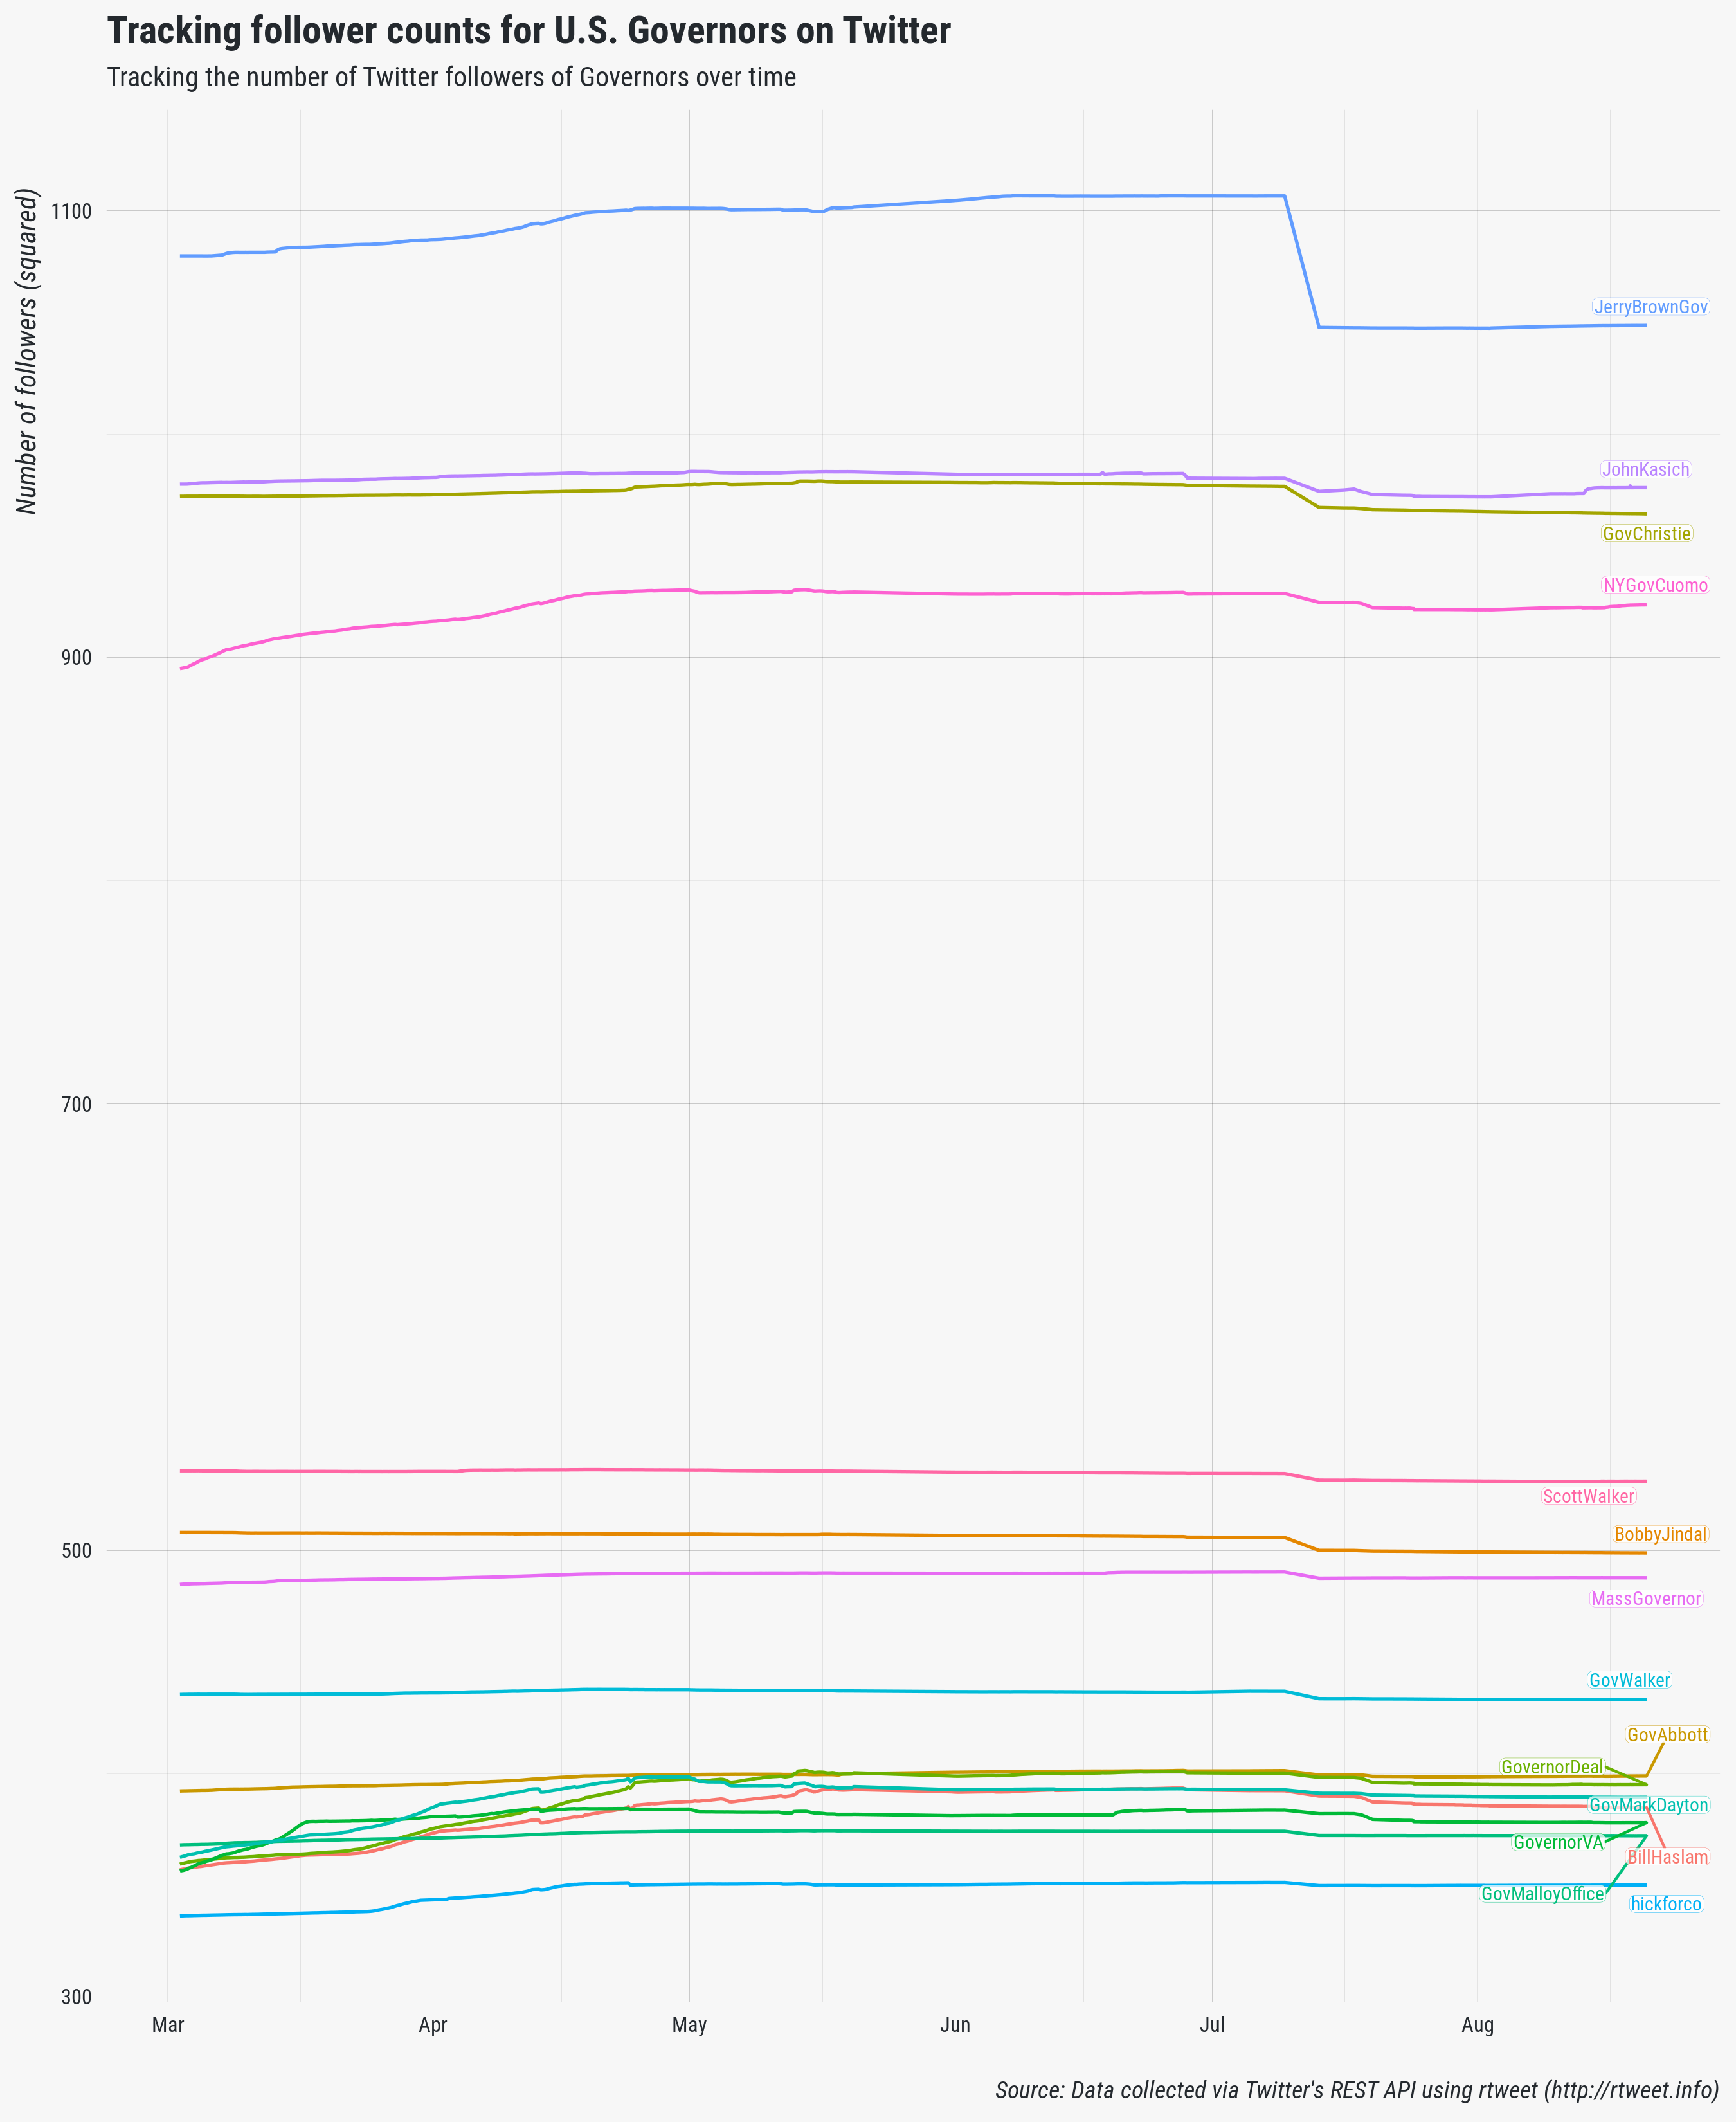 Tracking follower counts for U.S. Governors on Twitter
Tracking the number of Twitter followers of Governors over time
Number of followers (squared)
1100
JerryBrownGov
JohnKasich
GovChristie
NYGovCuomo
900
700
ScottWalker
BobbyJindal
500
MassGovernor
GovWalker
GovAbbott
GovernorDeal
GovMarkDayton
GovernorVA
BillHaslam
GovMalloyOffice
hickforco
300
Mar Apr May Jun Jul Aug
Source: Data collected via Twitter's REST API using rtweet (http://rtweet.info)